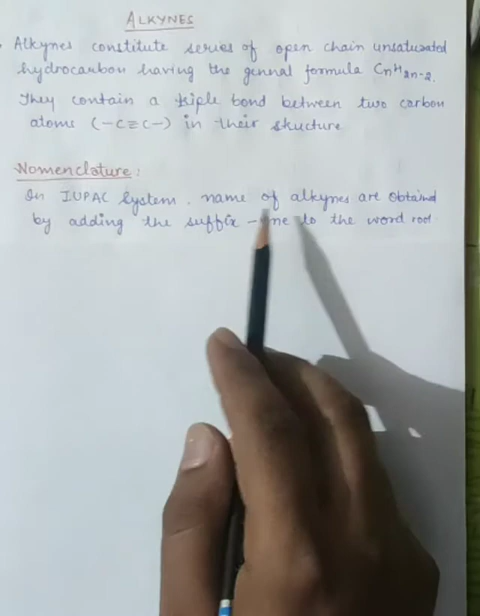 ALKYNES
Alkynes constitute series of open chain unsaturated
hydrocarbon having the general formula CnH2n-2.
They contain a triple bond between two carbon
atoms (-C≡C-) in their structure
Nomenclature:
In IUPAC System. name of alkynes are obtained
by adding the suffix - to the word root